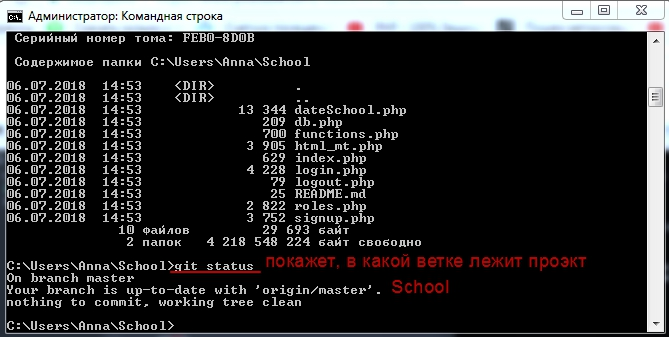 Администратор: Командная строка
Серийный номер тома: FEB0-8D0B
Содержимое папки C:\Users\Anna\School
06.07.2018 14:53 <DIR> .
06.07.2018 14:53 <DIR> ..
06.07.2018 14:53 13 344 dateSchool.php
06.07.2018 14:53 209 db.php
06.07.2018 14:53 700 functions.php
06.07.2018 14:53 3 905 html_mt.php
06.07.2018 14:53 629 index.php
06.07.2018 14:53 4 228 login.php
06.07.2018 14:53 79 logout.php
06.07.2018 14:53 25 README.md
06.07.2018 14:53 2 822 roles.php
06.07.2018 14:53 3 752 signup.php
10 файлов 29 693 байт
2 папок 4 218 548 224 байт свободно
C:\Users\Anna\School>git status покажет, в какой ветке лежит проэкт
On branch master
Your branch is up-to-date with 'origin/master'. School
nothing to commit, working tree clean
C:\Users\Anna\School>